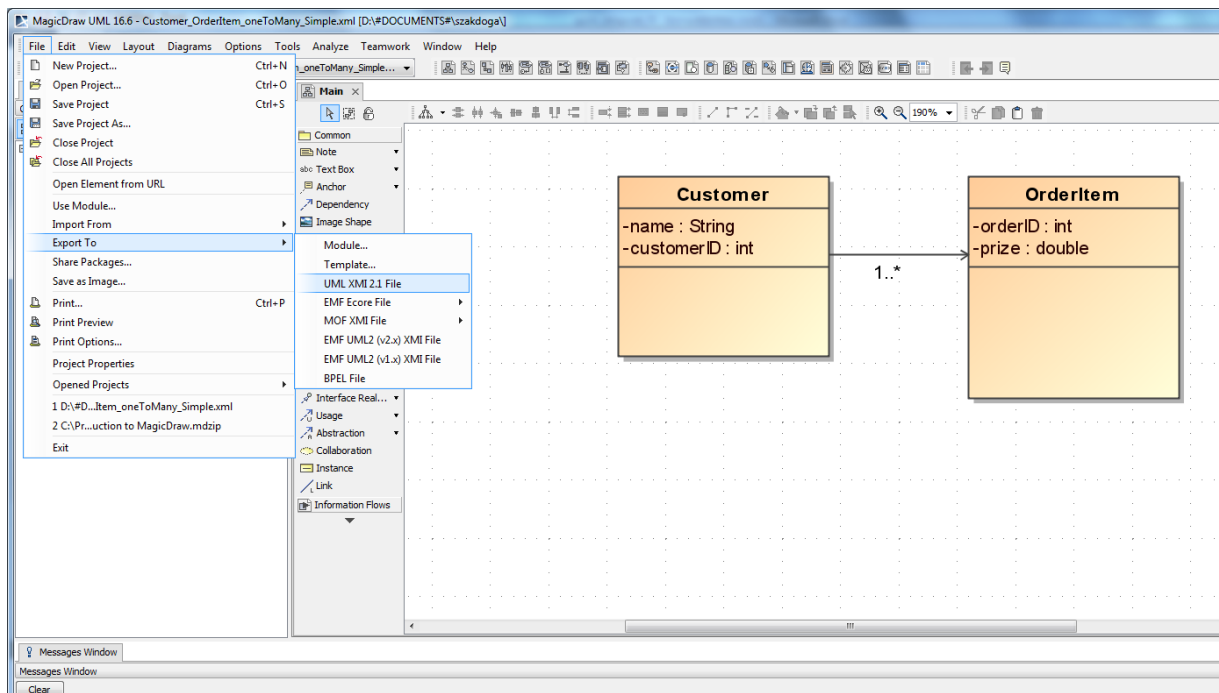 MagicDraw UML 16.6 - Customer_OrderItem_oneToMany_Simple.xml [D:\#DOCUMENTS#\szakdoga\]
File Edit View Layout Diagrams Options Tools Analyze Teamwork Window Help
New Project... Ctrl+N
Open Project... Ctrl+O
Save Project Ctrl+S
Save Project As...
Close Project
Close All Projects
Open Element from URL
Use Module...
Import From
Export To
Share Packages...
Save as Image...
Print... Ctrl+P
Print Preview
Print Options...
Project Properties
Opened Projects
1 D:\#D...Item_oneToMany_Simple.xml
2 C:\Pr...uction to MagicDraw.mdzip
Exit
Module...
Template...
UML XMI 2.1 File
EMF Ecore File
MOF XMI File
EMF UML2 (v2.x) XMI File
EMF UML2 (v1.x) XMI File
BPEL File
_oneToMany_Simple...
Main
190%
Common
Note
abc Text Box
Anchor
Dependency
Image Shape
Interface Real...
Usage
Abstraction
Collaboration
Instance
Link
Information Flows
Customer
-name : String
-customerID : int
1..*
OrderItem
-orderID : int
-prize : double
Messages Window
Messages Window
Clear